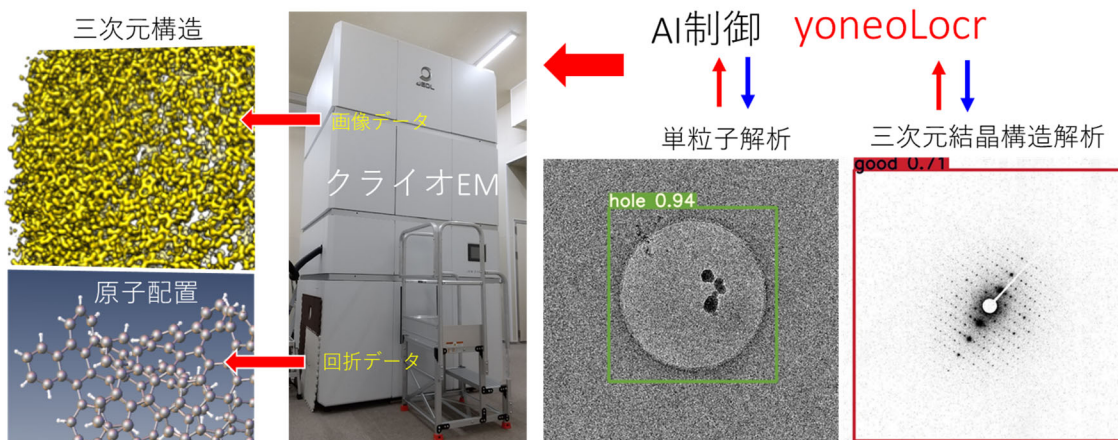 三次元構造
画像データ
クライオEM
原子配置
回折データ
JEOL
AI制御 yoneoLocr
単粒子解析
三次元結晶構造解析
hole 0.94
good 0.71